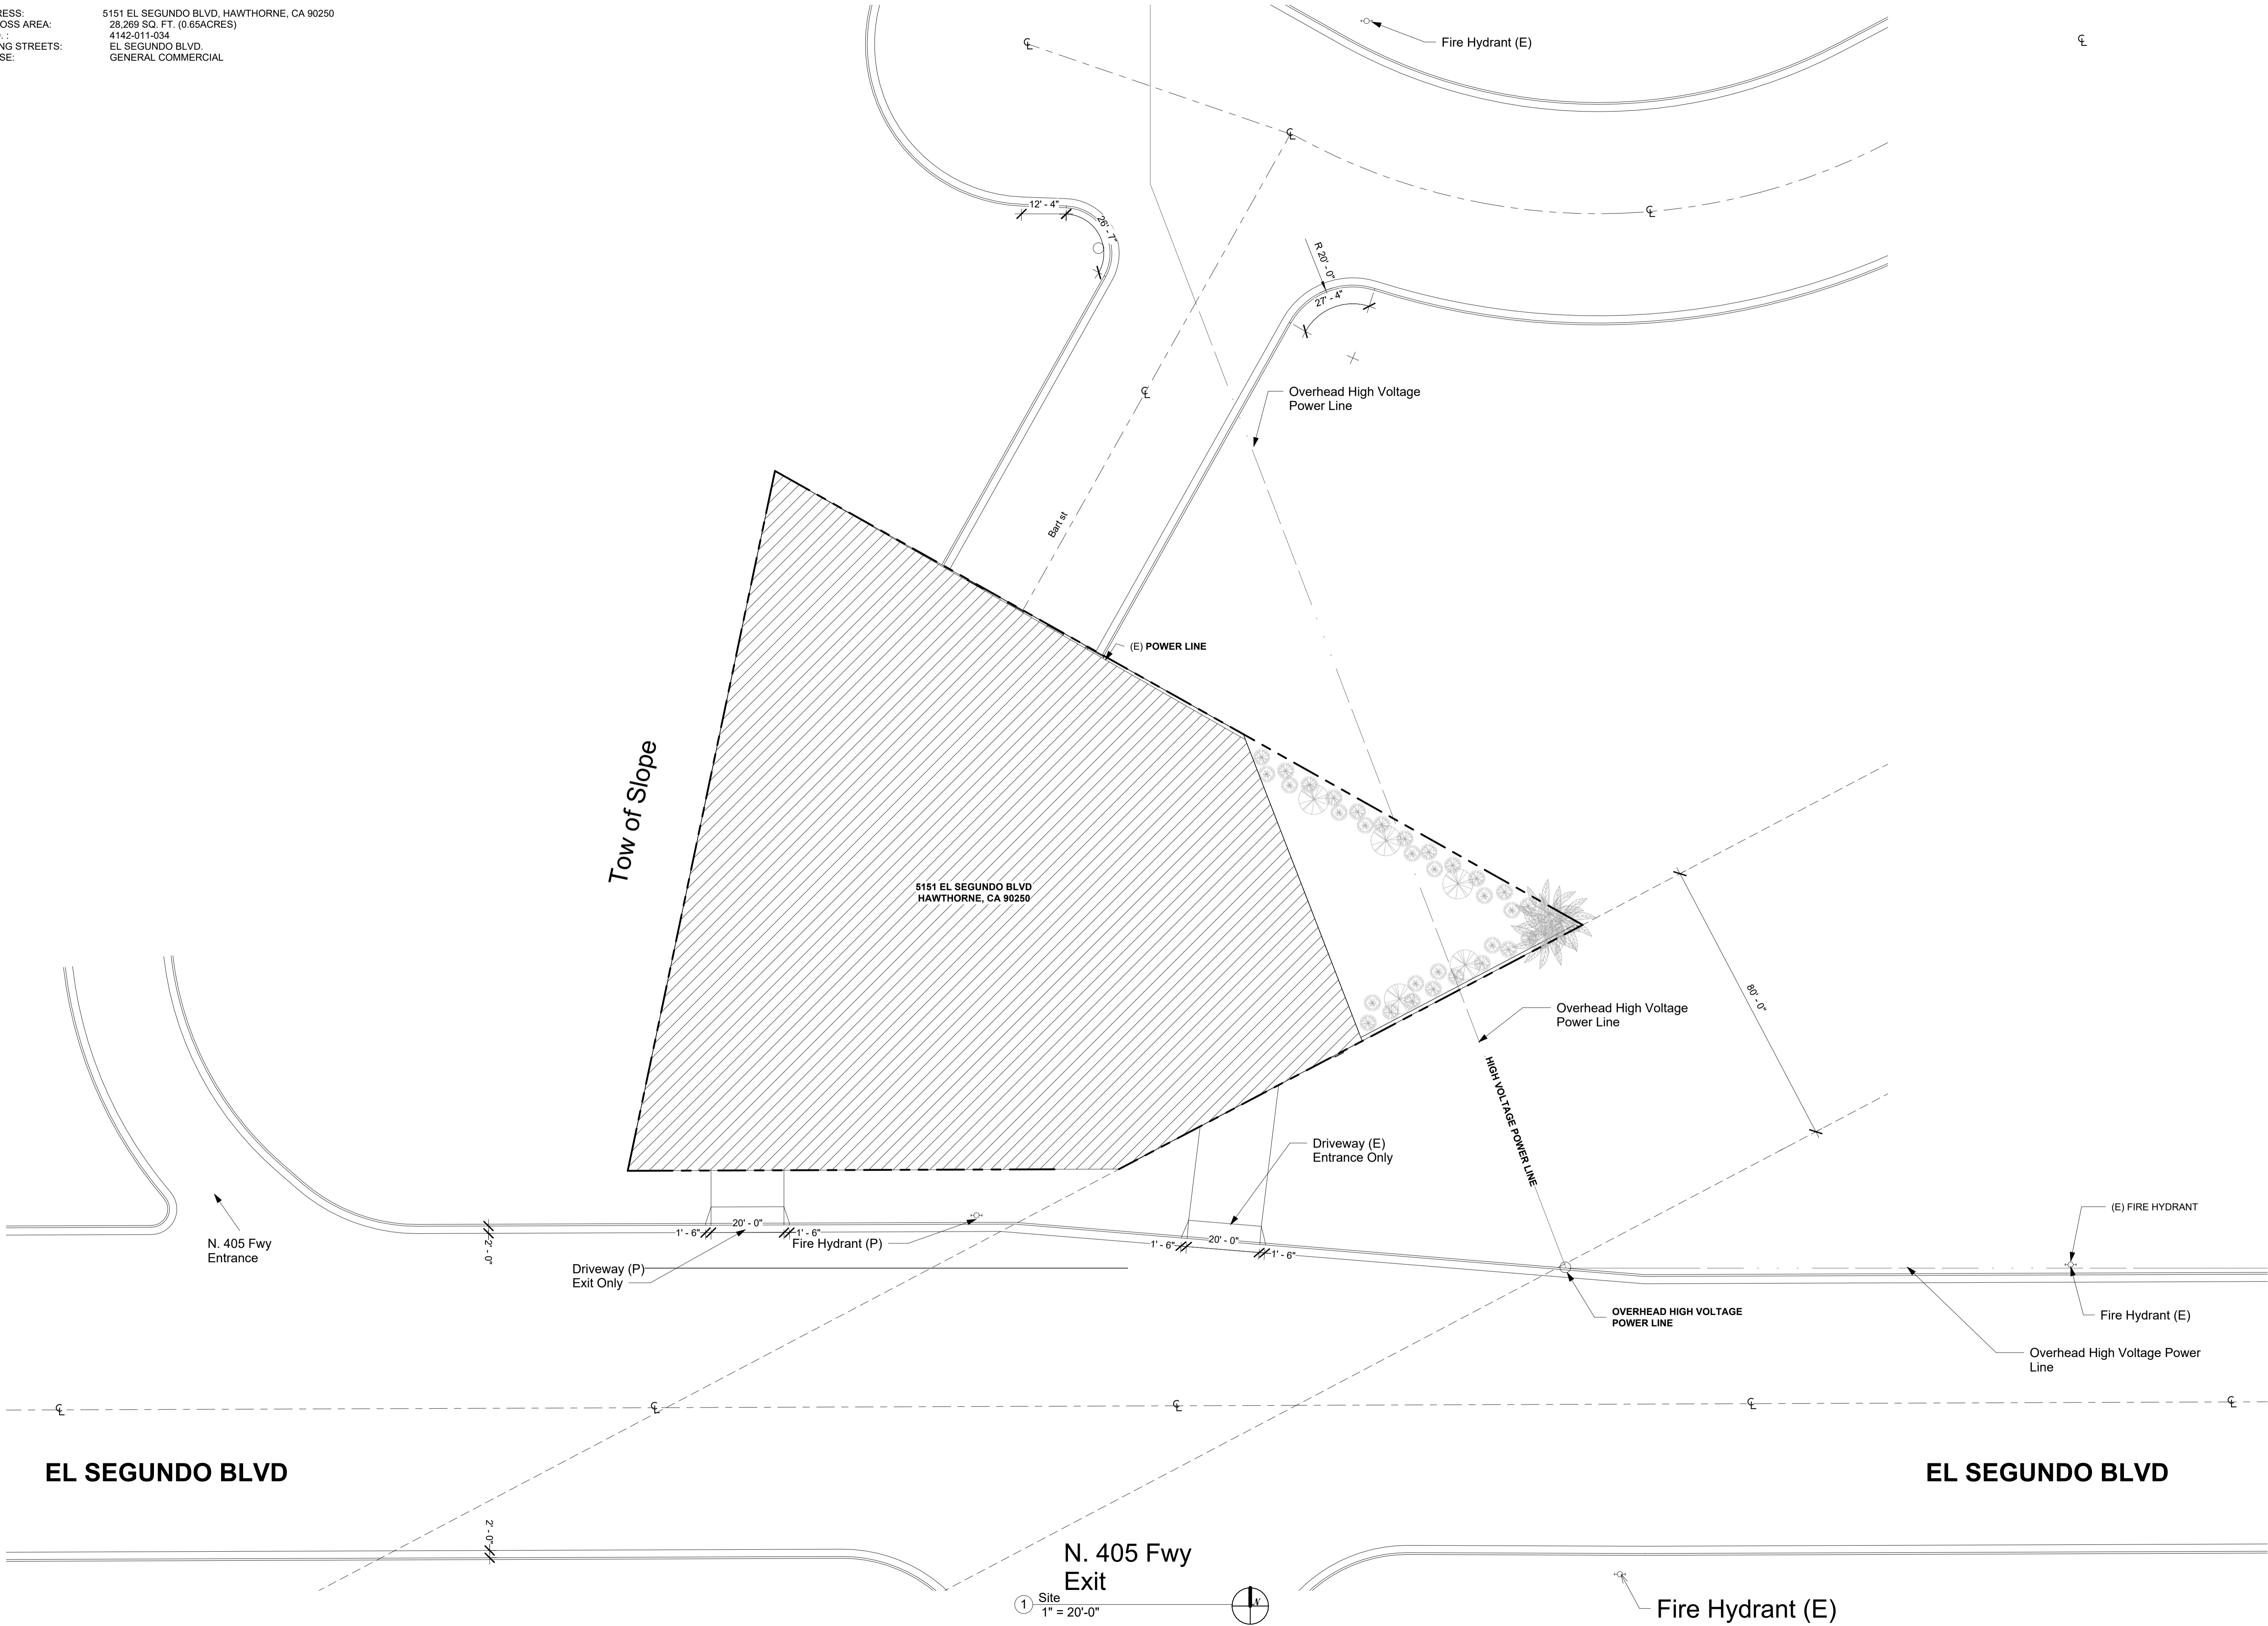 RESS: 5151 EL SEGUNDO BLVD, HAWTHORNE, CA 90250
OSS AREA: 28,269 SQ. FT. (0.65ACRES)
. : 4142-011-034
NG STREETS: EL SEGUNDO BLVD.
SE: GENERAL COMMERCIAL
Fire Hydrant (E)
12' - 4"
26' - 7"
R 20' - 0"
27' - 4"
Overhead High Voltage
Power Line
Bart st
(E) POWER LINE
Tow of Slope
5151 EL SEGUNDO BLVD
HAWTHORNE, CA 90250
80' - 0"
Overhead High Voltage
Power Line
HIGH VOLTAGE POWER LINE
Driveway (E)
Entrance Only
N. 405 Fwy
Entrance
2' - 0"
1' - 6"
20' - 0"
1' - 6"
Fire Hydrant (P)
Driveway (P)
Exit Only
1' - 6"
20' - 0"
1' - 6"
(E) FIRE HYDRANT
OVERHEAD HIGH VOLTAGE
POWER LINE
Fire Hydrant (E)
Overhead High Voltage Power
Line
EL SEGUNDO BLVD
EL SEGUNDO BLVD
2' - 0"
N. 405 Fwy
Exit
1 Site
1" = 20'-0"
N
Fire Hydrant (E)